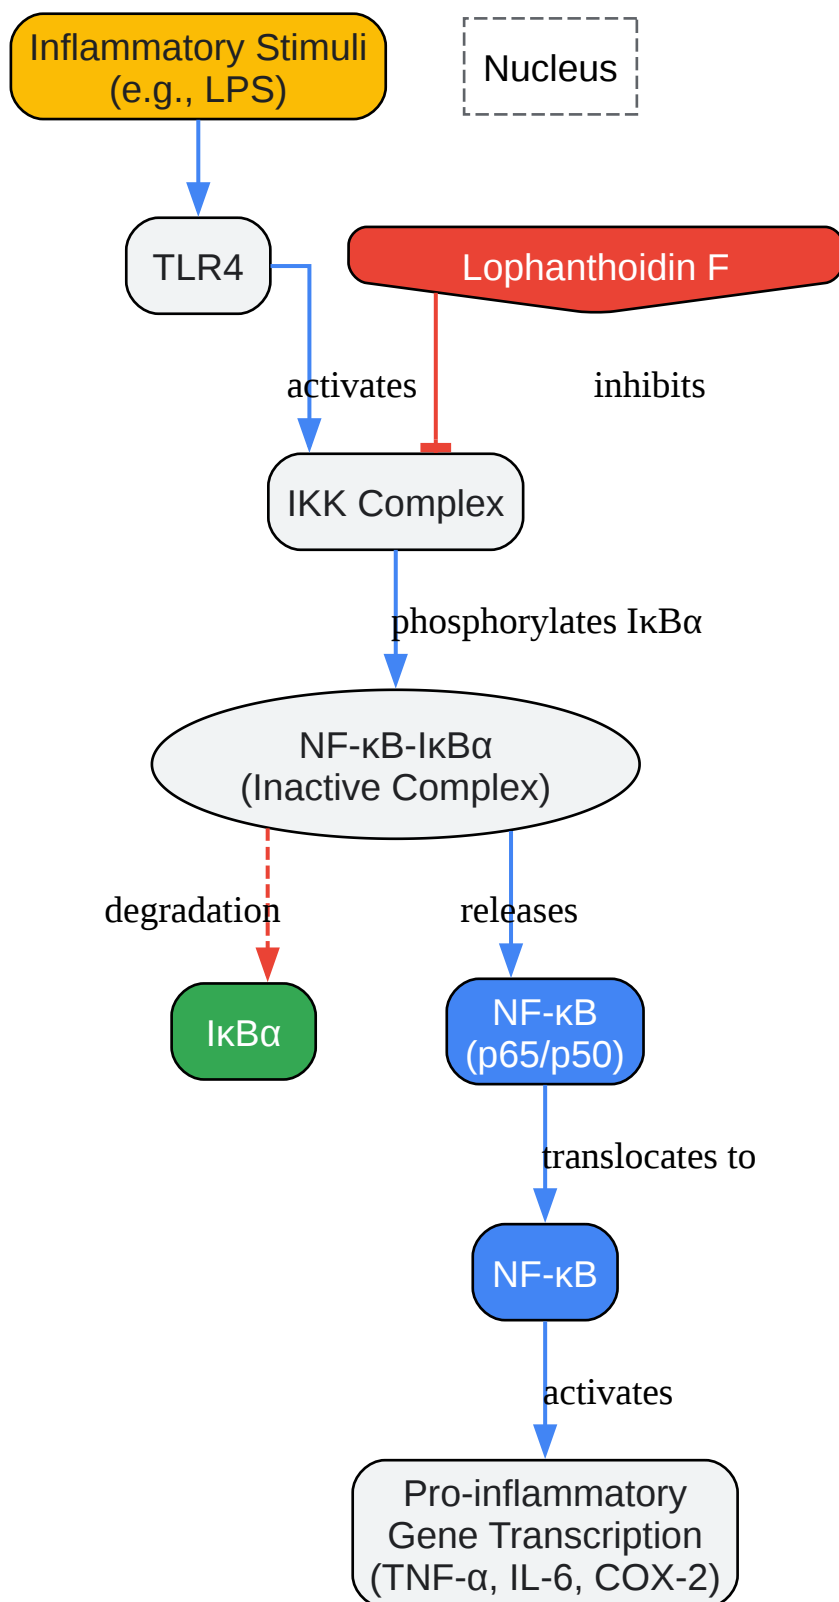 Inflammatory Stimuli
(e.g., LPS)
Nucleus
TLR4
Lophanthoidin F
activates
inhibits
IKK Complex
phosphorylates IκBα
NF-κB-IκBα
(Inactive Complex)
degradation
releases
IκBα
NF-κB
(p65/p50)
translocates to
NF-κB
activates
Pro-inflammatory
Gene Transcription
(TNF-α, IL-6, COX-2)